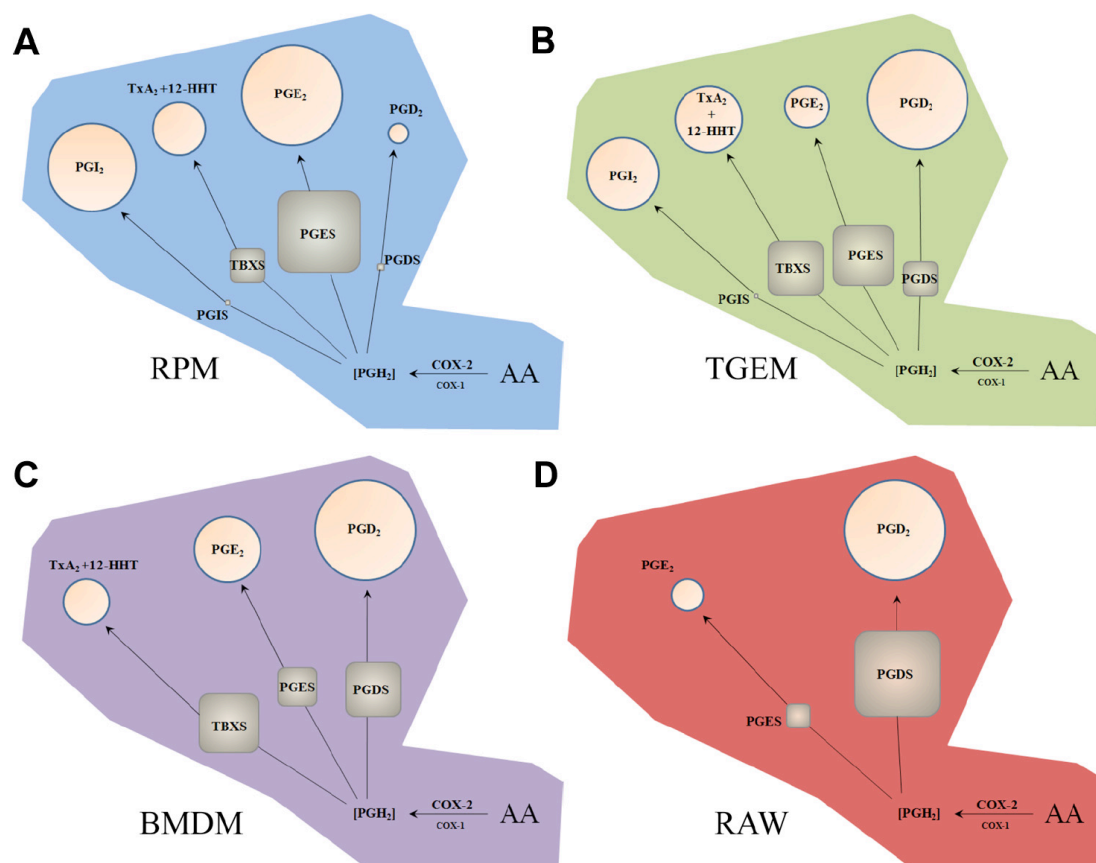 A
TxA₂+12-HHT
PGE₂
PGD₂
PGI₂
PGES
TBXS
PGDS
PGIS
RPM
[PGH₂]
COX-2
COX-1
AA
B
TxA₂
+
12-HHT
PGE₂
PGD₂
PGI₂
TBXS
PGES
PGDS
PGIS
TGEM
[PGH₂]
COX-2
COX-1
AA
C
TxA₂+12-HHT
PGE₂
PGD₂
TBXS
PGES
PGDS
BMDM
[PGH₂]
COX-2
COX-1
AA
D
PGE₂
PGD₂
PGES
PGDS
RAW
[PGH₂]
COX-2
COX-1
AA